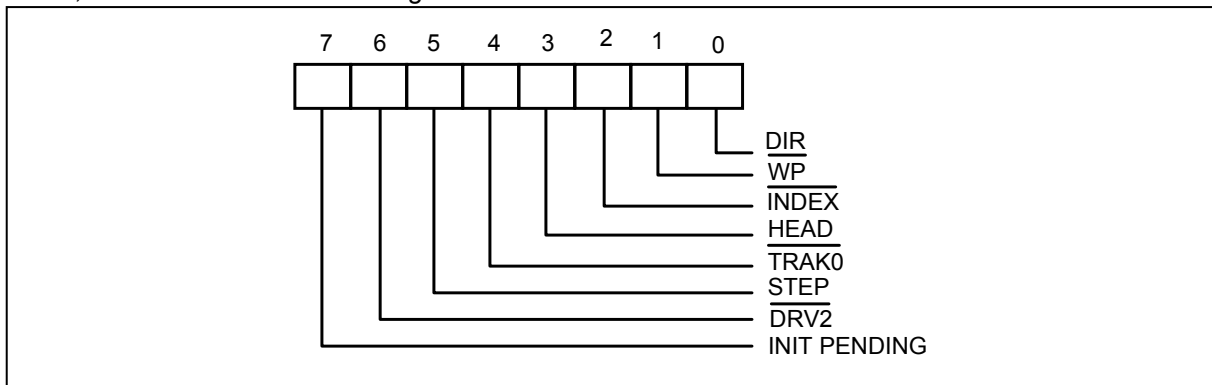 7 6 5 4 3 2 1 0
DIR
WP
INDEX
HEAD
TRAK0
STEP
DRV2
INIT PENDING